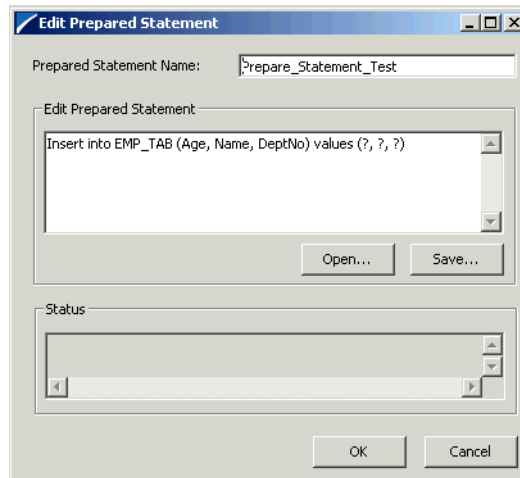 Edit Prepared Statement
Prepared Statement Name: Prepare_Statement_Test
Edit Prepared Statement
Insert into EMP_TAB (Age, Name, DeptNo) values (?, ?, ?)
Open... Save...
Status
OK Cancel